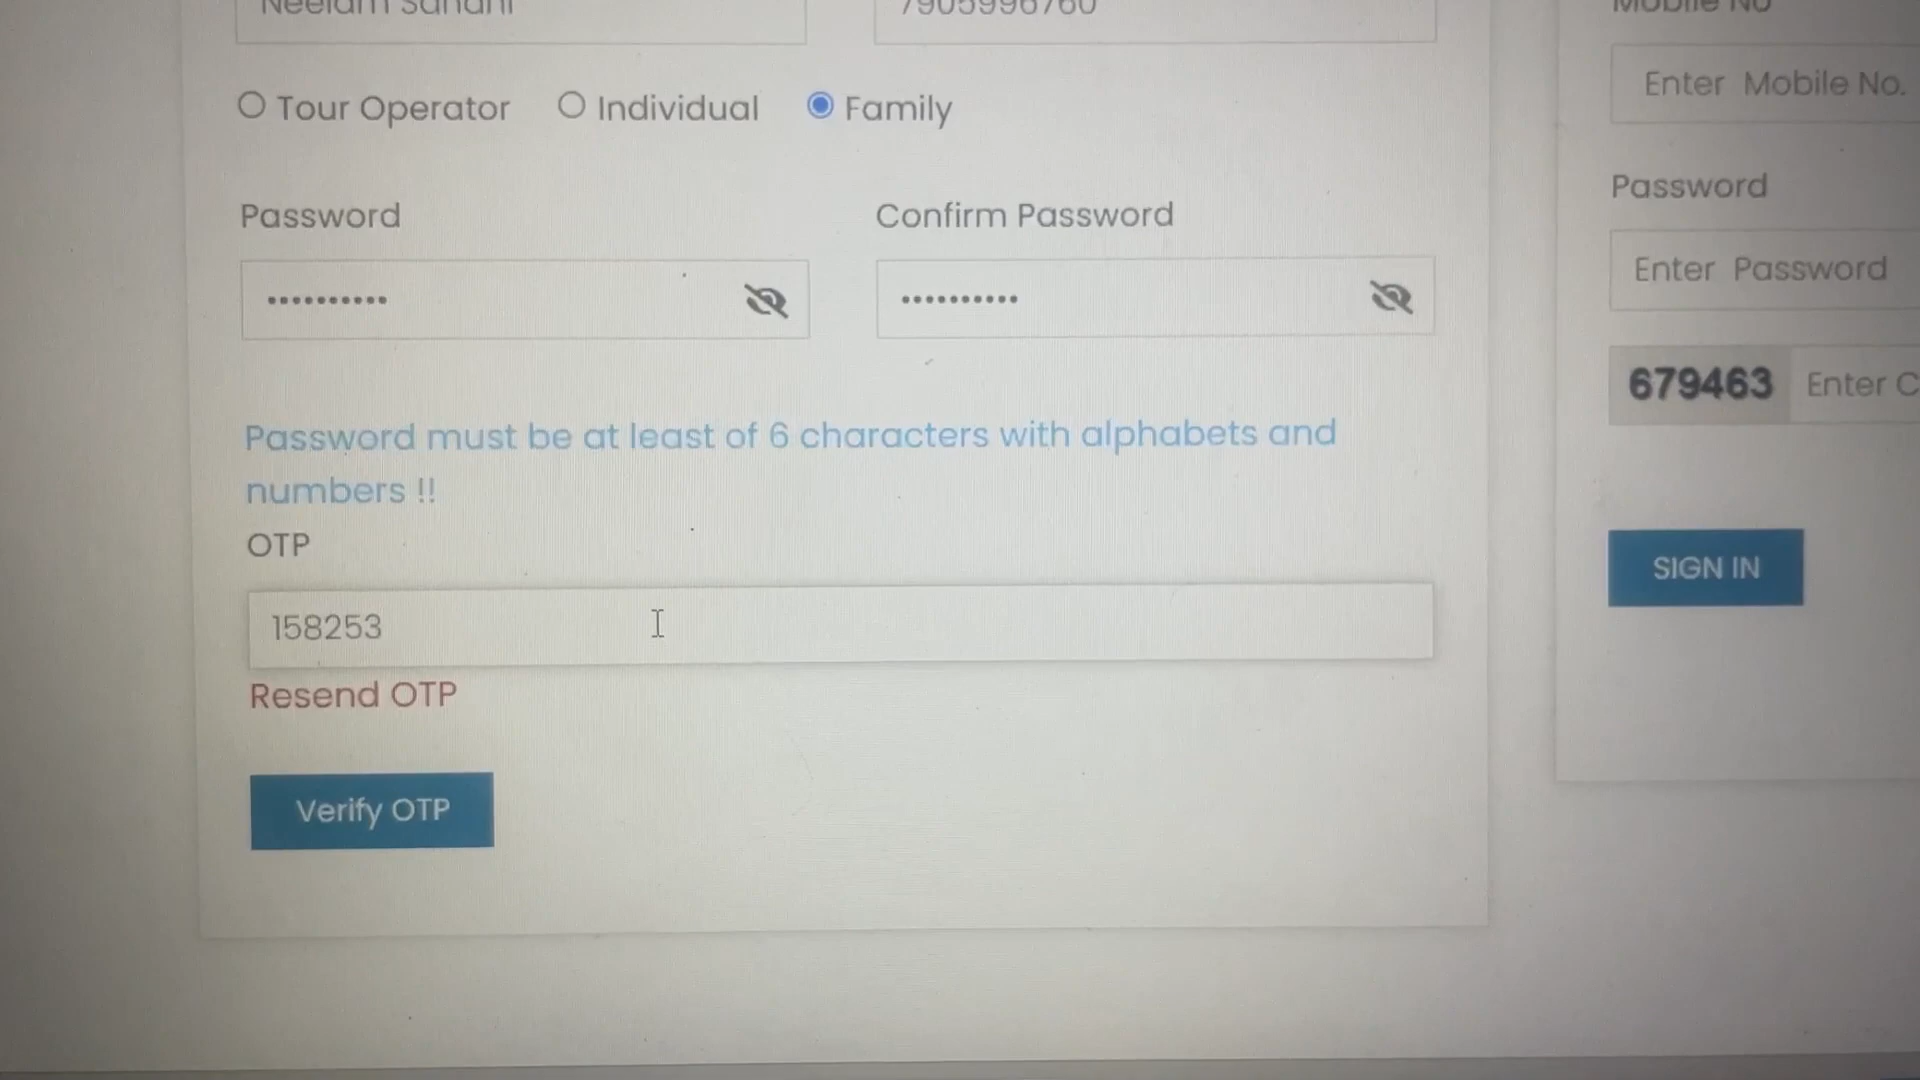 Mobile No
Enter Mobile No.
Tour Operator Individual Family
Password
Password Confirm Password
Enter Password
679463 Enter C
Password must be at least of 6 characters with alphabets and
numbers !!
OTP
SIGN IN
158253
Resend OTP
Verify OTP